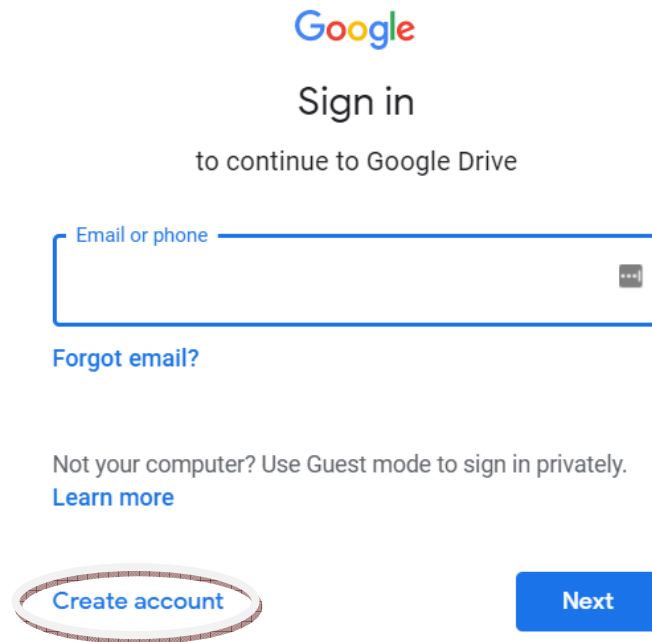 Google
Sign in
to continue to Google Drive
Email or phone
Forgot email?
Not your computer? Use Guest mode to sign in privately.
Learn more
Create account
Next